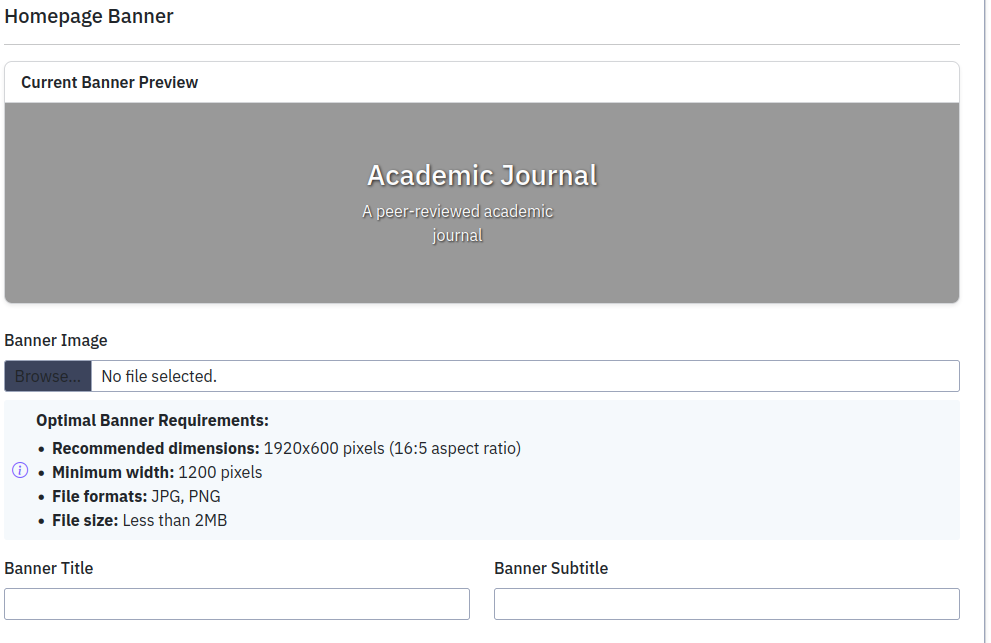 Homepage Banner
Current Banner Preview
Academic Journal
A peer-reviewed academic
journal
Banner Image
Browse... No file selected.
Optimal Banner Requirements:
• Recommended dimensions: 1920x600 pixels (16:5 aspect ratio)
• Minimum width: 1200 pixels
• File formats: JPG, PNG
• File size: Less than 2MB
Banner Title Banner Subtitle